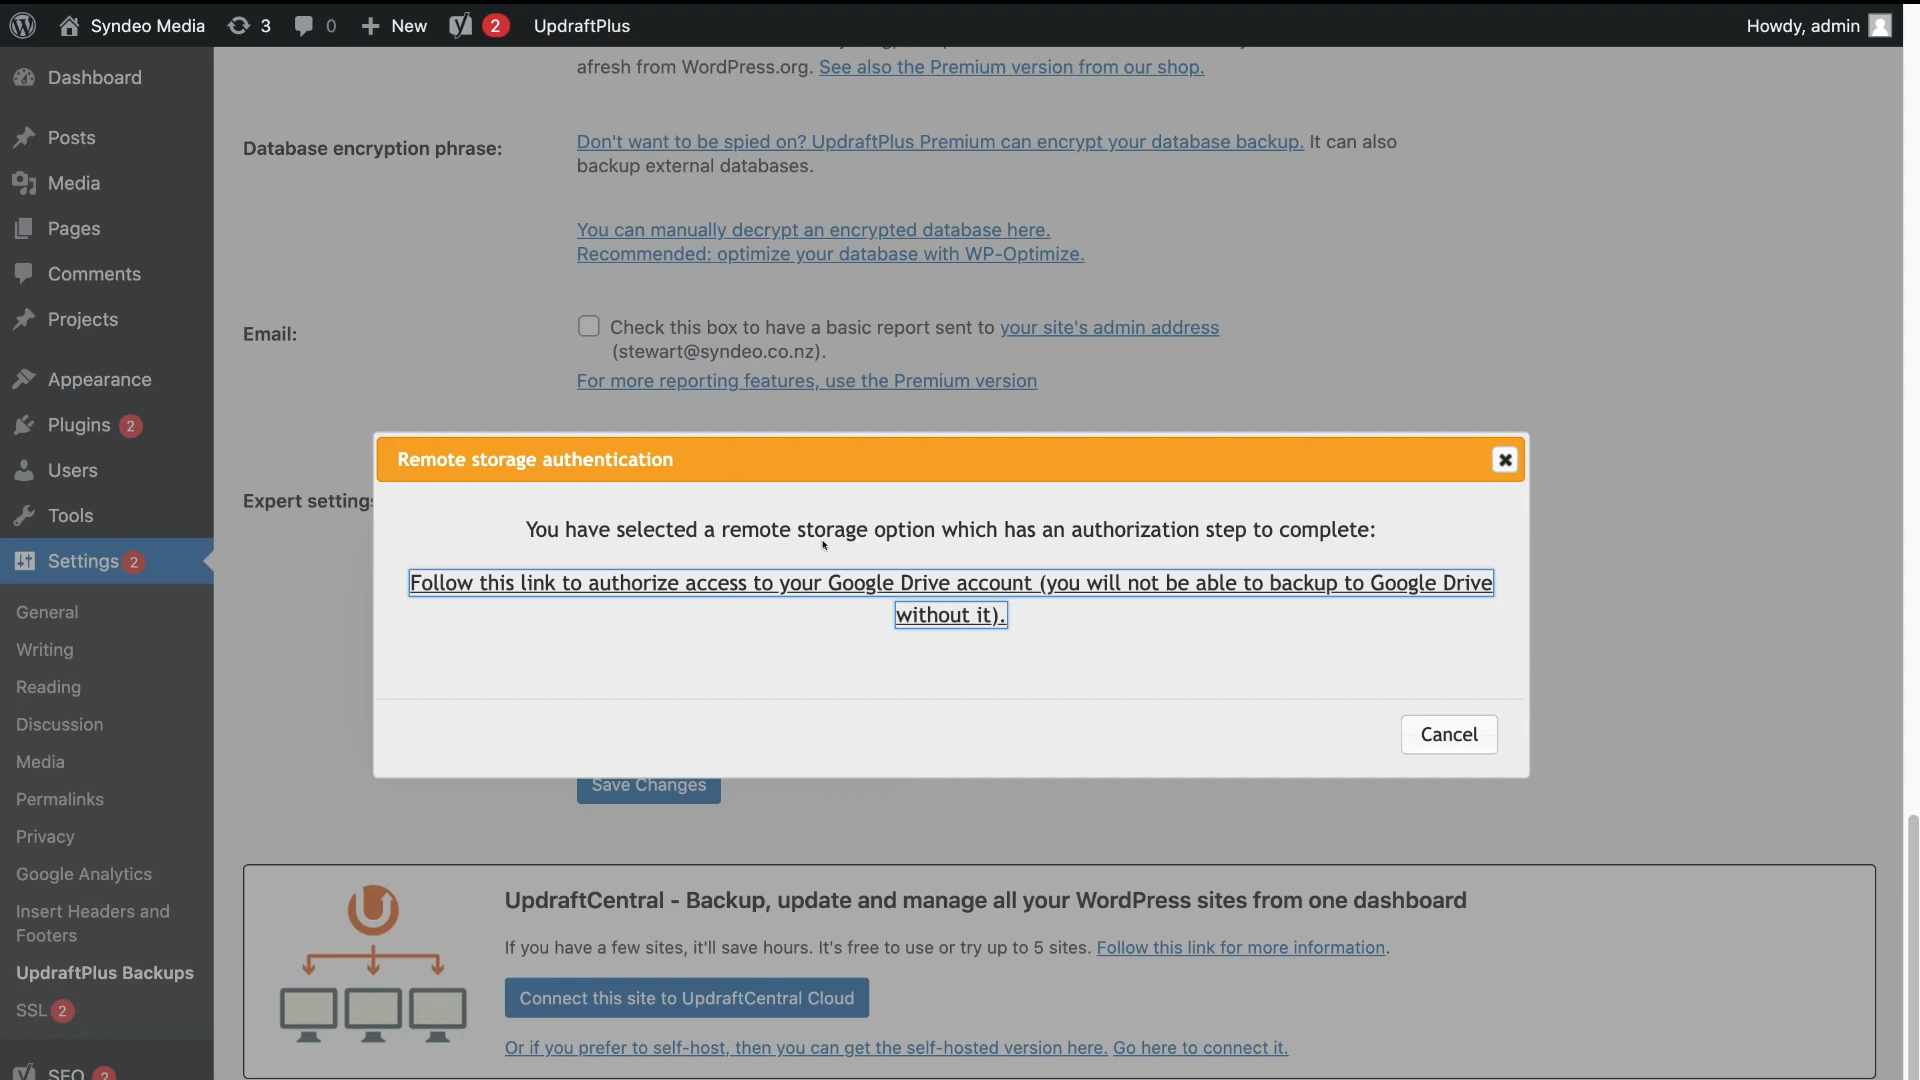 Syndeo Media
3
0
New
2
UpdraftPlus
Howdy, admin
Dashboard
Posts
Media
Pages
Comments
Projects
Appearance
Plugins 2
Users
Tools
Settings 2
General
Writing
Reading
Discussion
Media
Permalinks
Privacy
Google Analytics
Insert Headers and
Footers
UpdraftPlus Backups
SSL 2
SEO 2
afresh from WordPress.org. See also the Premium version from our shop.
Database encryption phrase:
Don't want to be spied on? UpdraftPlus Premium can encrypt your database backup. It can also
backup external databases.
You can manually decrypt an encrypted database here.
Recommended: optimize your database with WP-Optimize.
Email:
Check this box to have a basic report sent to your site's admin address
(stewart@syndeo.co.nz).
For more reporting features, use the Premium version
Expert settings
Remote storage authentication
You have selected a remote storage option which has an authorization step to complete:
Follow this link to authorize access to your Google Drive account (you will not be able to backup to Google Drive
without it).
Cancel
Save Changes
UpdraftCentral - Backup, update and manage all your WordPress sites from one dashboard
If you have a few sites, it'll save hours. It's free to use or try up to 5 sites. Follow this link for more information.
Connect this site to UpdraftCentral Cloud
Or if you prefer to self-host, then you can get the self-hosted version here. Go here to connect it.